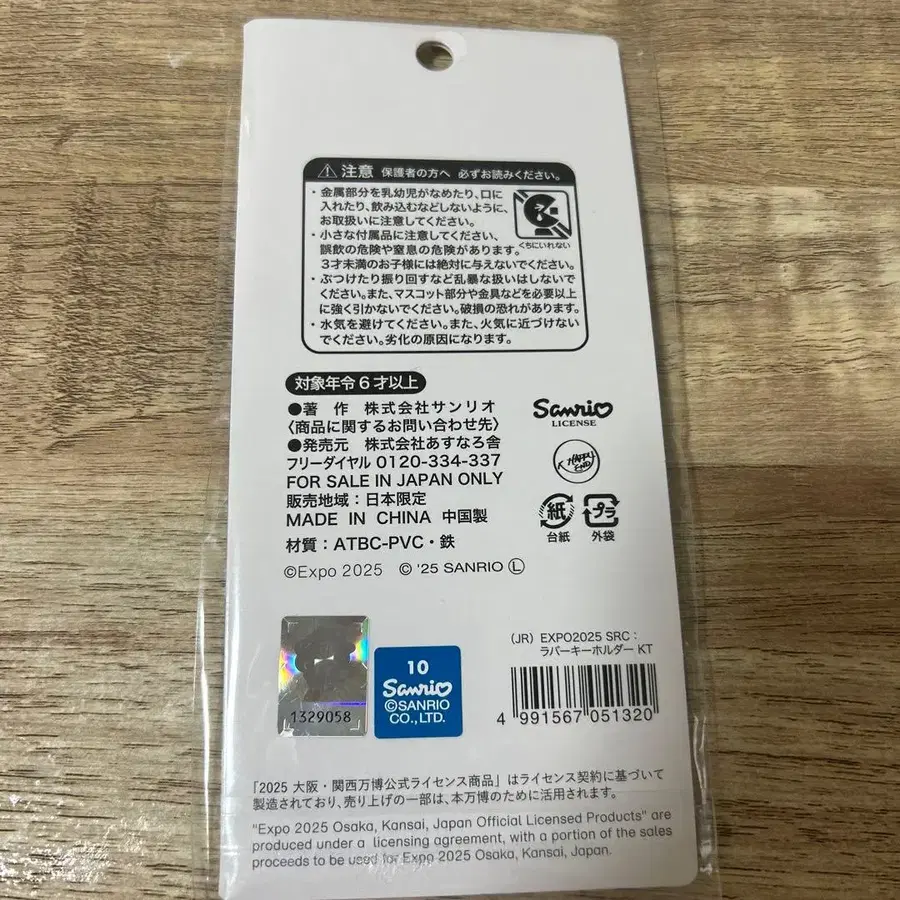 ⚠注意 保護者の方へ 必ずお読みください。
・金属部分を乳幼児がなめたり、口に
入れたり、飲み込むなどしないように、
お取扱いに注意してください。
・小さな付属品に注意してください、
誤飲の危険や窒息の危険があります。
3才未満のお子様には絶対に与えないでください。
くちにいれない
・ぶつけたり振り回すなど乱暴な扱いはしないで
ください。また、マスコット部分や金具などを必要以上
に強く引かないでください。破損の恐れがあります。
・水気を避けてください。また、火気に近づけない
でください。劣化の原因になります。
対象年令6才以上
●著 作 株式会社サンリオ
〈商品に関するお問い合わせ先〉
●発売元 株式会社あすなろ舎
フリーダイヤル 0120-334-337
FOR SALE IN JAPAN ONLY
販売地域:日本限定
MADE IN CHINA 中国製
材質:ATBC-PVC・鉄
©Expo 2025 © '25 SANRIO Ⓛ
Sanrio
LICENSE
HAPPY
END
紙
台紙
プラ
外袋
1329058
10
Sanrio
©SANRIO
CO., LTD.
(JR) EXPO2025 SRC:
ラバーキーホルダー KT
4 991567 051320
「2025 大阪・関西万博公式ライセンス商品」はライセンス契約に基づいて
製造されており、売り上げの一部は、本万博のために活用されます。
"Expo 2025 Osaka, Kansai, Japan Official Licensed Products" are
produced under a licensing agreement, with a portion of the sales
proceeds to be used for Expo 2025 Osaka, Kansai, Japan.